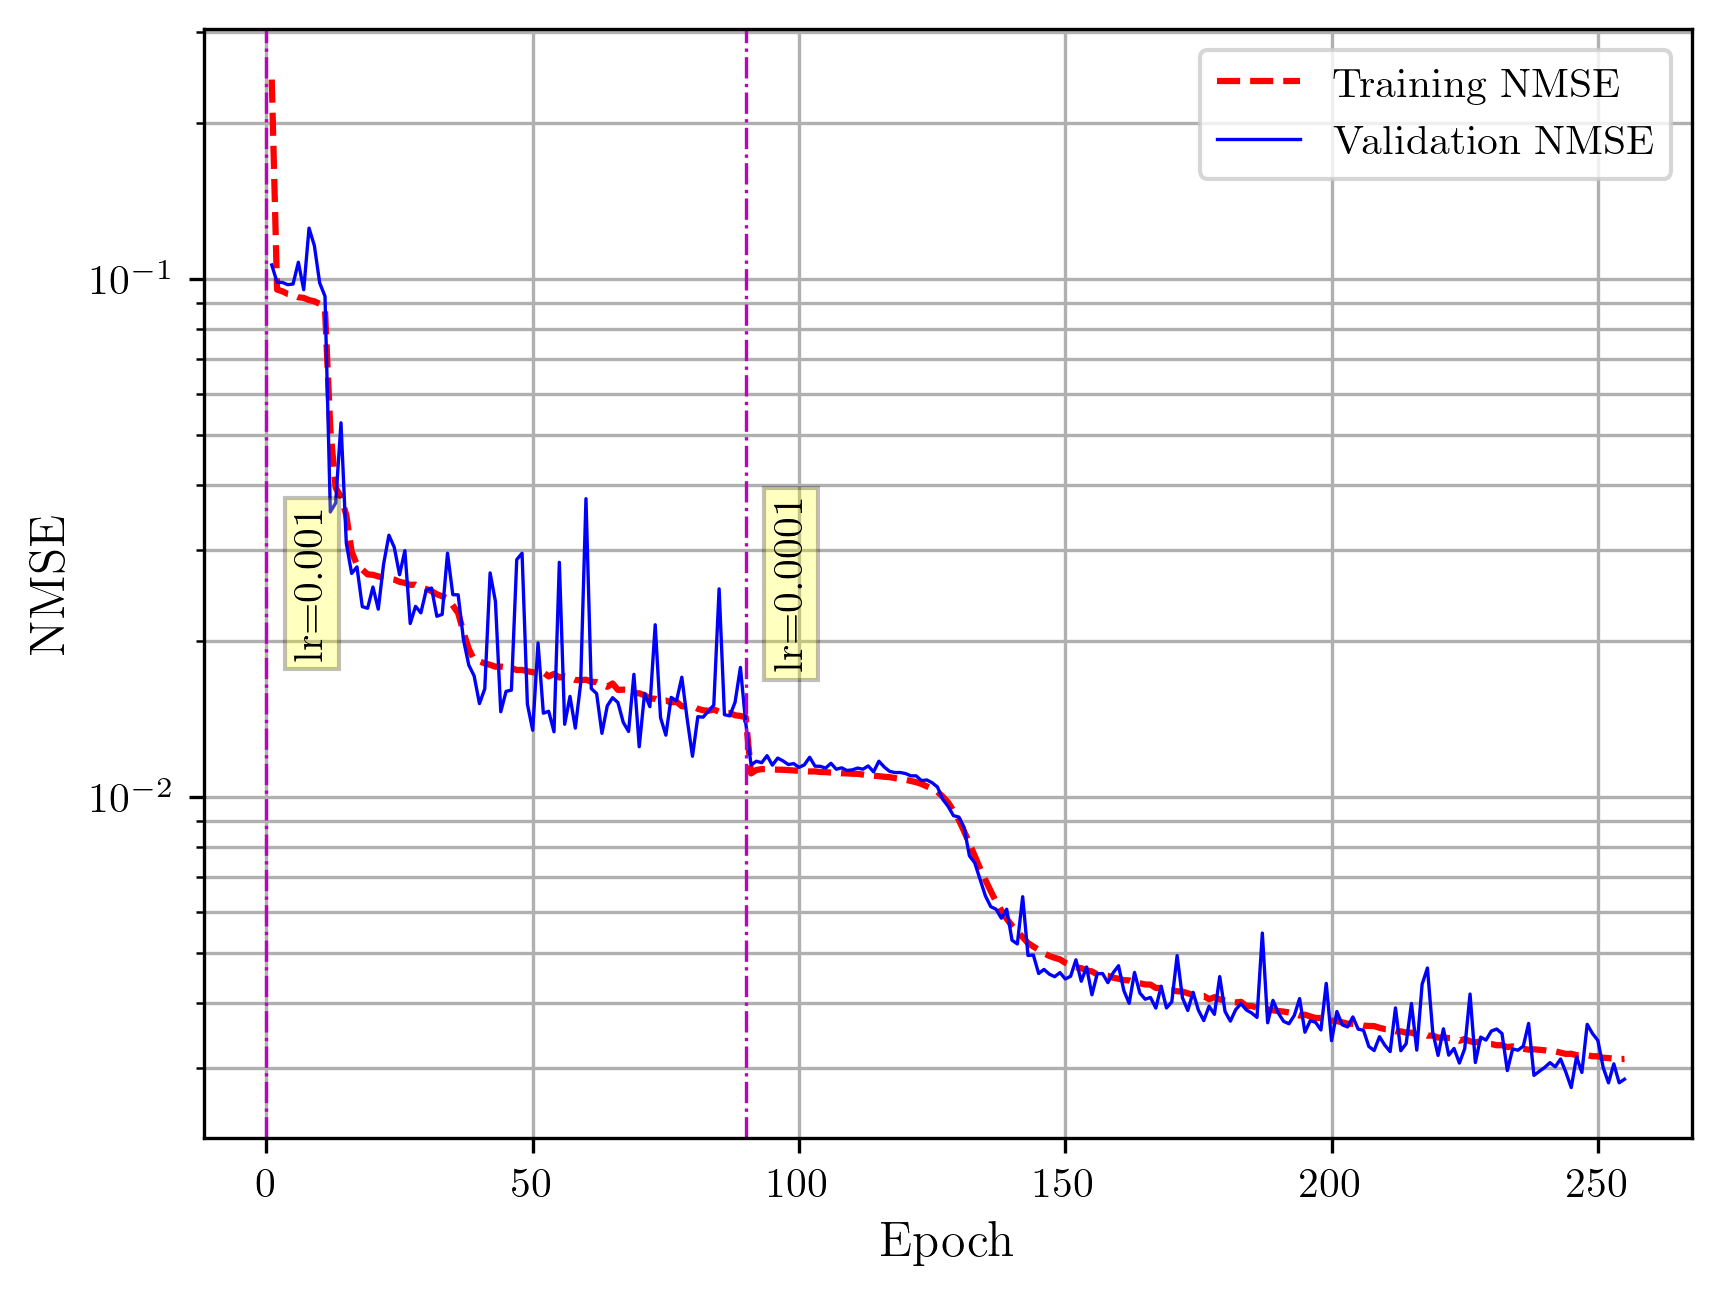 Training NMSE
Validation NMSE
10⁻¹
10⁻²
NMSE
lr=0.001
lr=0.0001
0 50 100 150 200 250
Epoch